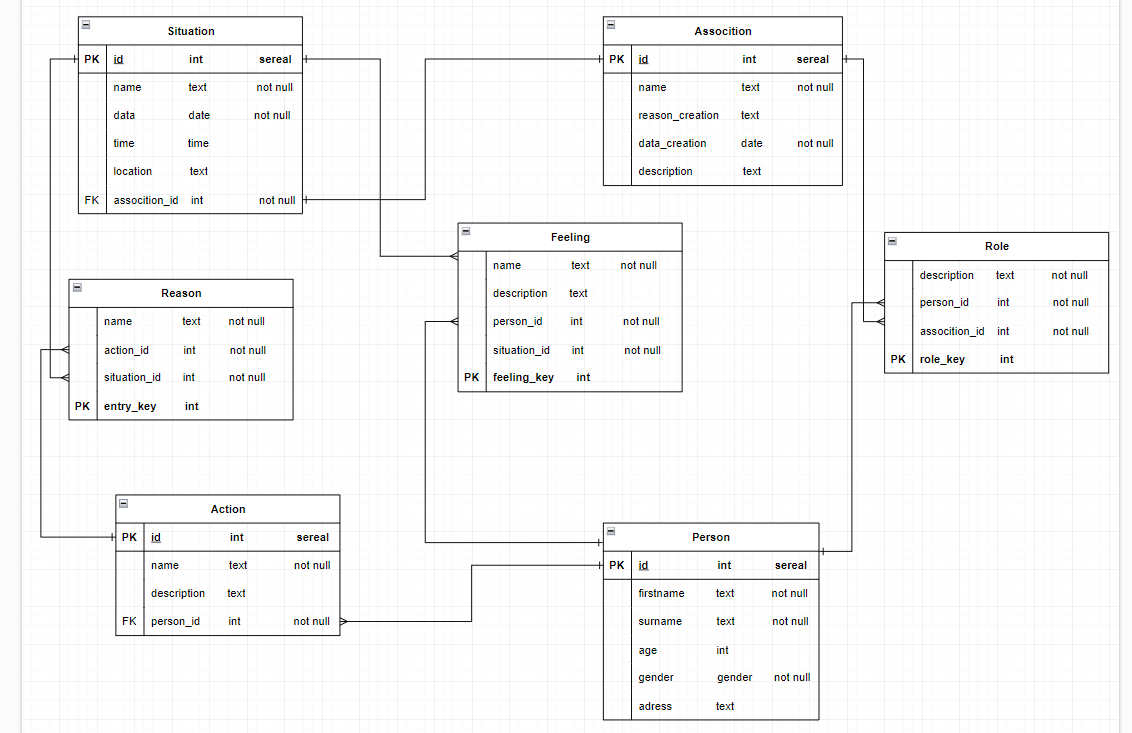 Situation
PK id int sereal
name text not null
data date not null
time time
location text
FK assocition_id int not null
Assocition
PK id int sereal
name text not null
reason_creation text
data_creation date not null
description text
Feeling
name text not null
description text
person_id int not null
situation_id int not null
PK feeling_key int
Role
description text not null
person_id int not null
assocition_id int not null
PK role_key int
Reason
name text not null
action_id int not null
situation_id int not null
PK entry_key int
Action
PK id int sereal
name text not null
description text
FK person_id int not null
Person
PK id int sereal
firstname text not null
surname text not null
age int
gender gender not null
adress text